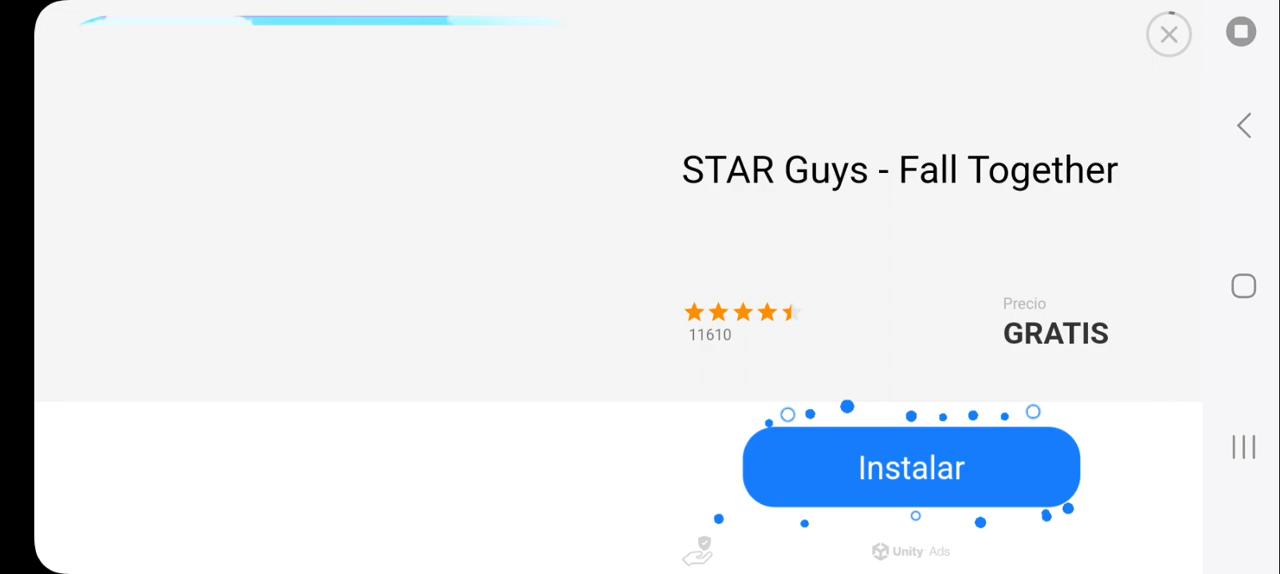 STAR Guys - Fall Together
11610
Precio
GRATIS
Instalar
Unity Ads